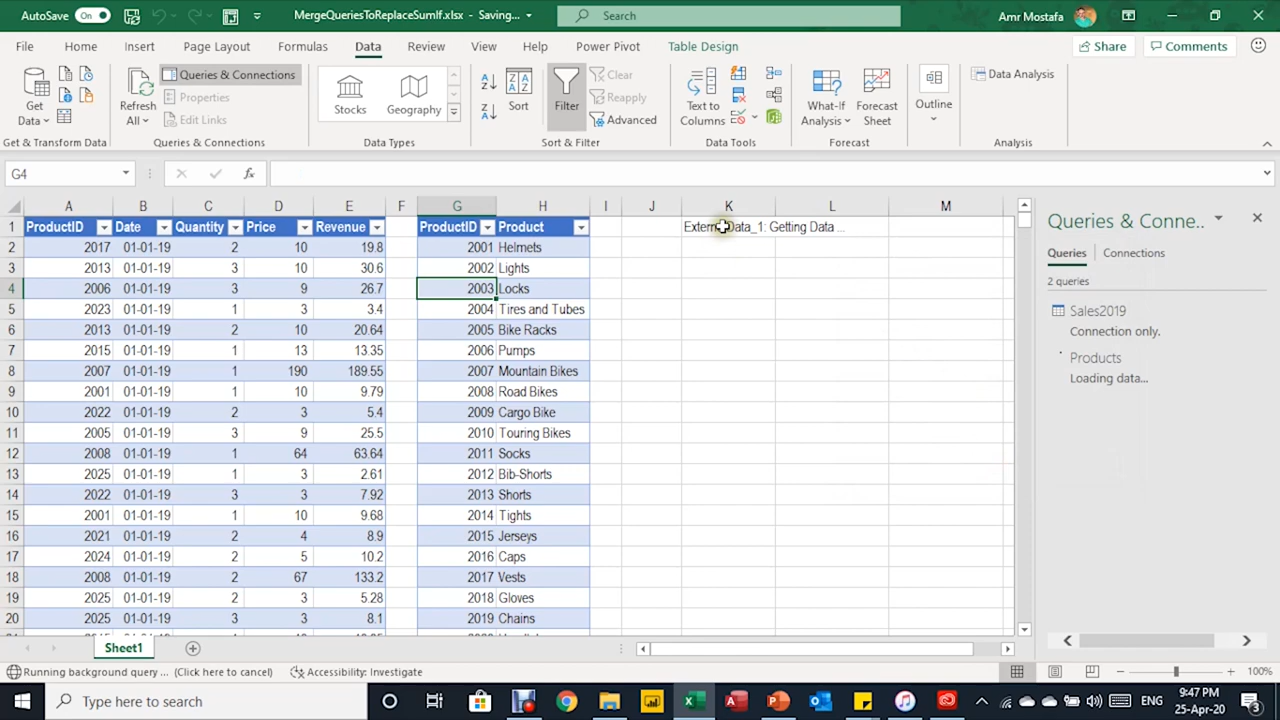 AutoSave On MergeQueriesToReplaceSumIf.xlsx - Saving... Search Amr Mostafa
File Home Insert Page Layout Formulas Data Review View Help Power Pivot Table Design Share Comments
Queries & Connections Clear Data Analysis
Properties Reapply
Edit Links Advanced
Get Data Refresh All Stocks Geography Sort Filter Text to Columns What-If Analysis Forecast Sheet Outline
Get & Transform Data Queries & Connections Data Types Sort & Filter Data Tools Forecast Analysis
G4 fx
A B C D E F G H I J K L M
1 ProductID Date Quantity Price Revenue ProductID Product External Data_1: Getting Data ...
2 2017 01-01-19 2 10 19.8 2001 Helmets
3 2013 01-01-19 3 10 30.6 2002 Lights
4 2006 01-01-19 3 9 26.7 2003 Locks
5 2023 01-01-19 1 3 3.4 2004 Tires and Tubes
6 2013 01-01-19 2 10 20.64 2005 Bike Racks
7 2015 01-01-19 1 13 13.35 2006 Pumps
8 2007 01-01-19 1 190 189.55 2007 Mountain Bikes
9 2001 01-01-19 1 10 9.79 2008 Road Bikes
10 2022 01-01-19 2 3 5.4 2009 Cargo Bike
11 2005 01-01-19 3 9 25.5 2010 Touring Bikes
12 2008 01-01-19 1 64 63.64 2011 Socks
13 2025 01-01-19 1 3 2.61 2012 Bib-Shorts
14 2022 01-01-19 3 3 7.92 2013 Shorts
15 2001 01-01-19 1 10 9.68 2014 Tights
16 2021 01-01-19 2 4 8.9 2015 Jerseys
17 2024 01-01-19 2 5 10.2 2016 Caps
18 2008 01-01-19 2 67 133.2 2017 Vests
19 2025 01-01-19 2 3 5.28 2018 Gloves
20 2025 01-01-19 3 3 8.1 2019 Chains
Queries & Conne..
Queries Connections
2 queries
Sales2019
Connection only.
Products
Loading data...
Sheet1
Running background query ... (Click here to cancel) Accessibility: Investigate 100%
Type here to search ENG 9:47 PM
25-Apr-20 3